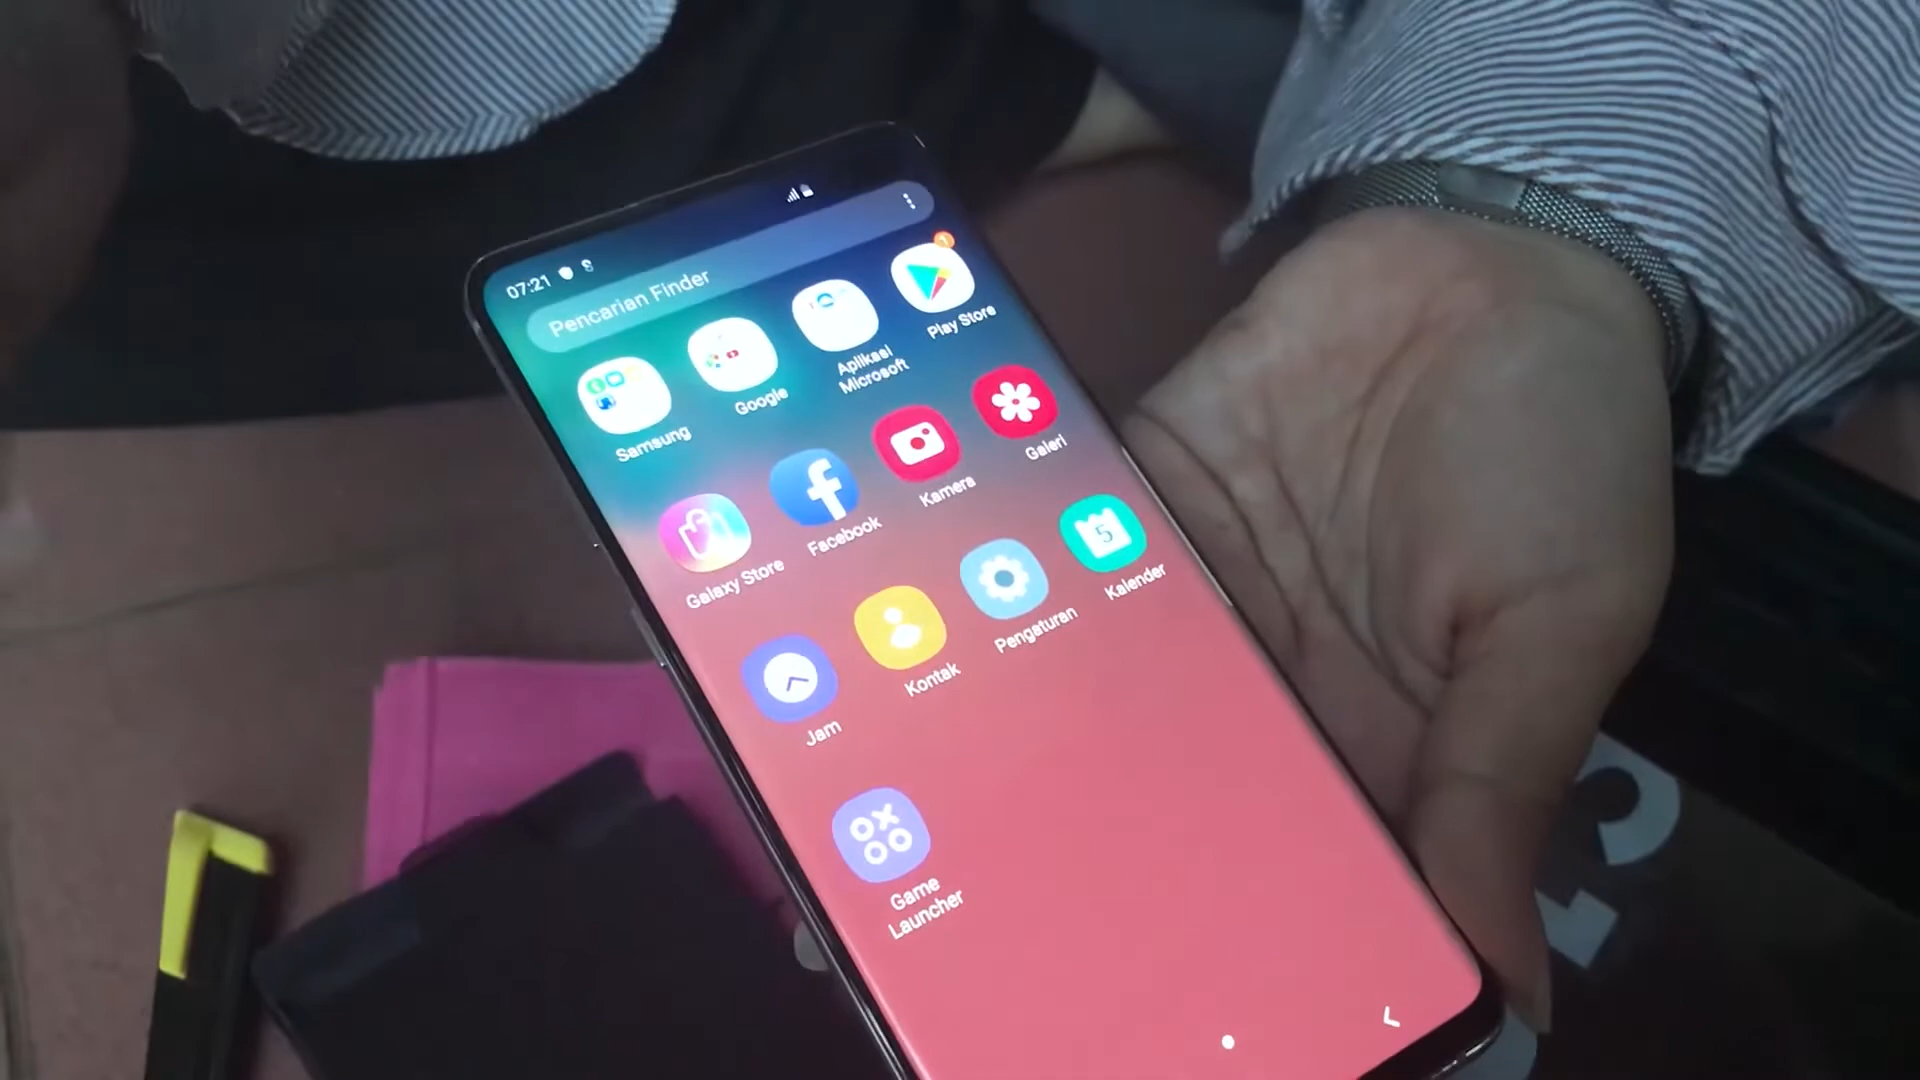 07:21
Pencarian Finder
Samsung
Google
Aplikasi
Microsoft
Play Store
Galaxy Store
Facebook
Kamera
Galeri
Jam
Kontak
Pengaturan
5
Kalender
Game
Launcher